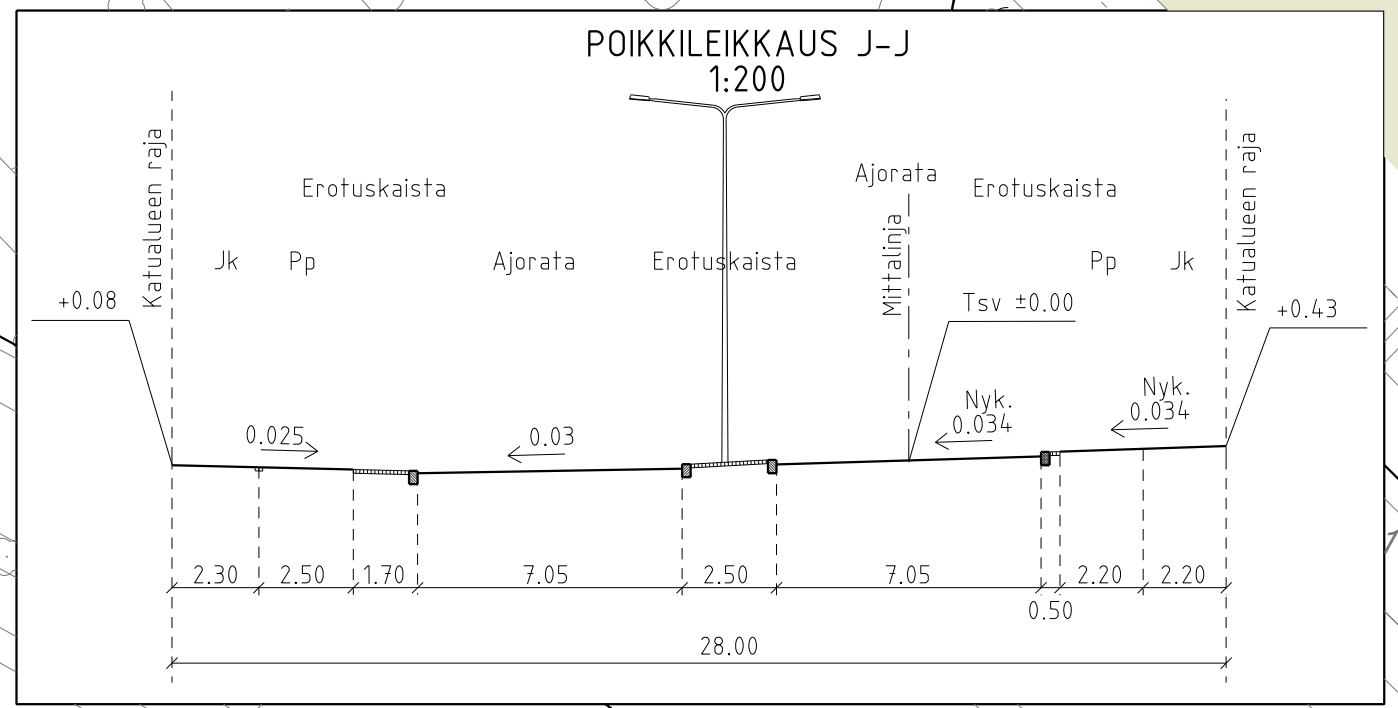 POIKKILEIKKAUS J-J
1:200
Katualueen raja
Erotuskaista
Ajorata
Erotuskaista
Katualueen raja
Jk
Pp
Ajorata
Erotuskaista
Mittalinja
Pp
Jk
+0.08
Tsv ±0.00
+0.43
0.025
0.03
Nyk.
0.034
Nyk.
0.034
2.30
2.50
1.70
7.05
2.50
7.05
2.20
2.20
0.50
28.00